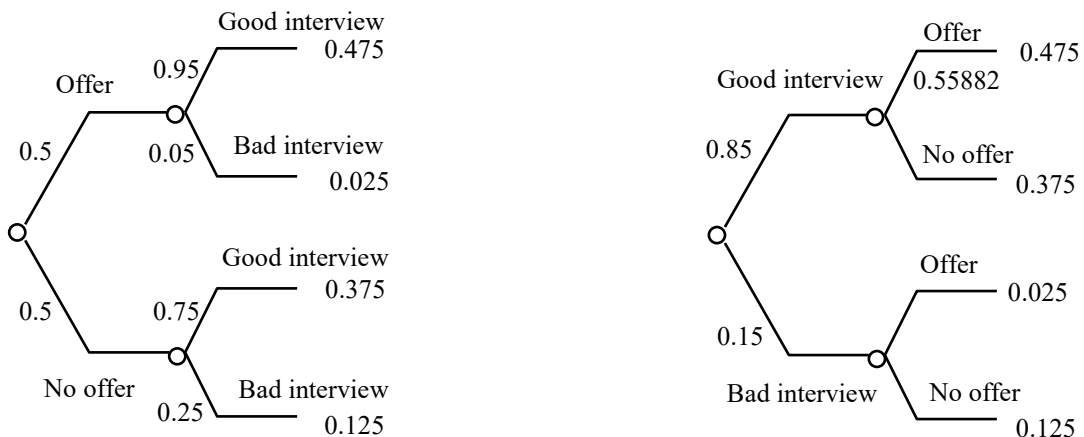 Good interview
0.475
0.95
Offer
0.5
0.05
Bad interview
0.025
Good interview
0.375
0.5
0.75
No offer
0.25
Bad interview
0.125
Offer
0.475
Good interview
0.55882
0.85
No offer
0.375
Offer
0.025
0.15
Bad interview
No offer
0.125